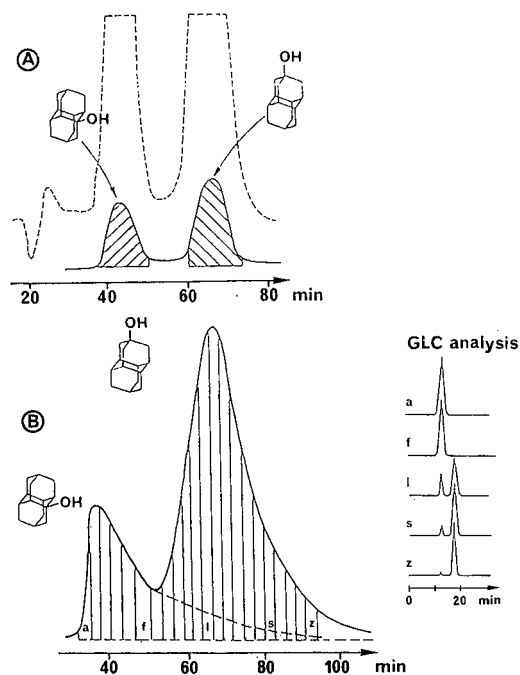 A
OH
OH
20 40 60 80 min
OH
GLC analysis
a
f
l
s
z
0 20 min
B
OH
a f l s z
40 60 80 100 min